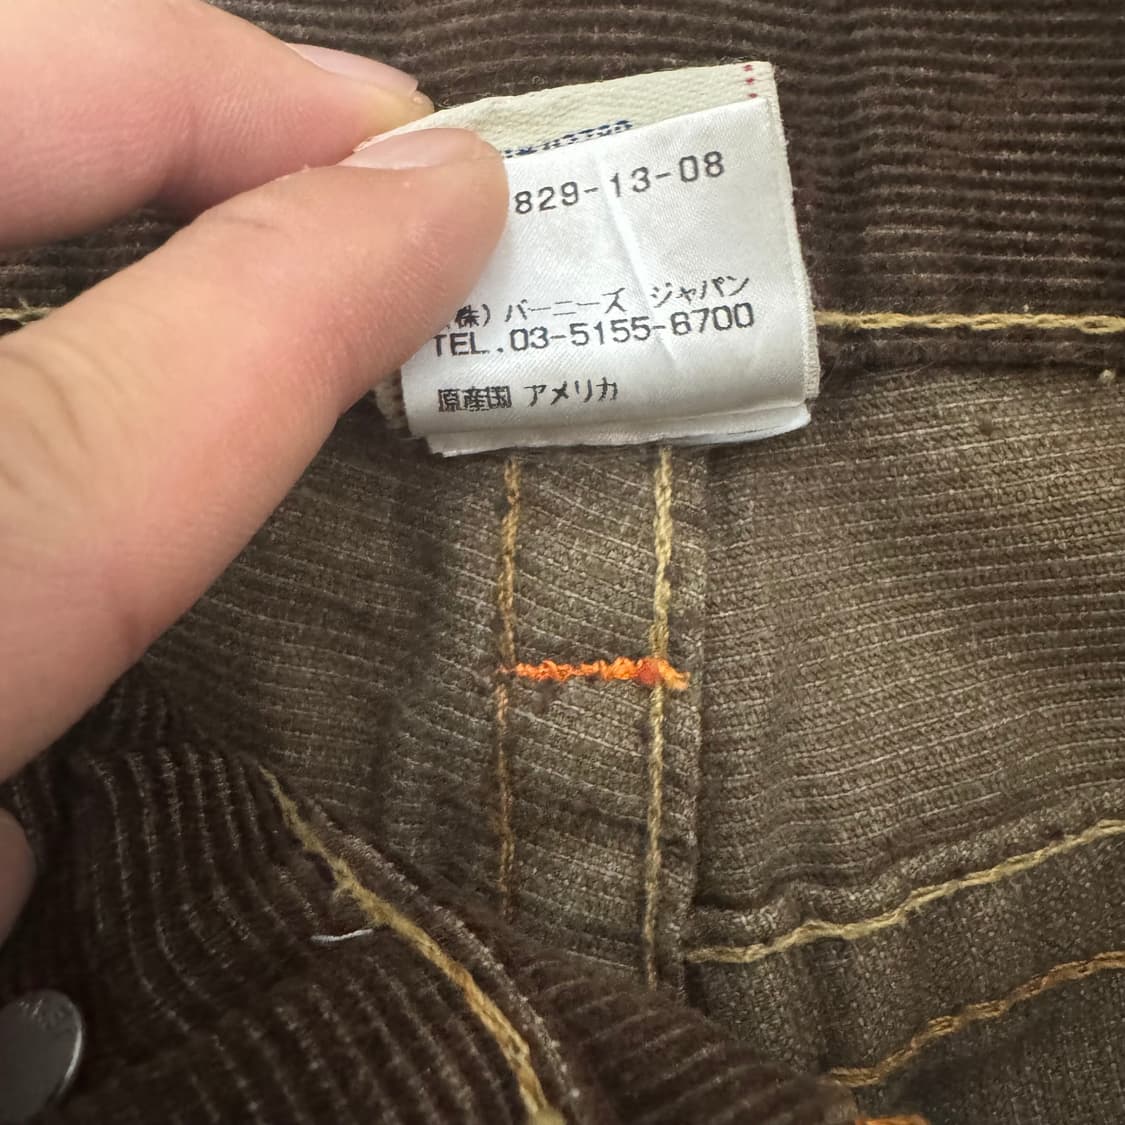 829-13-08
(株) バーニーズ ジャパン
TEL.03-5155-6700
原産国 アメリカ